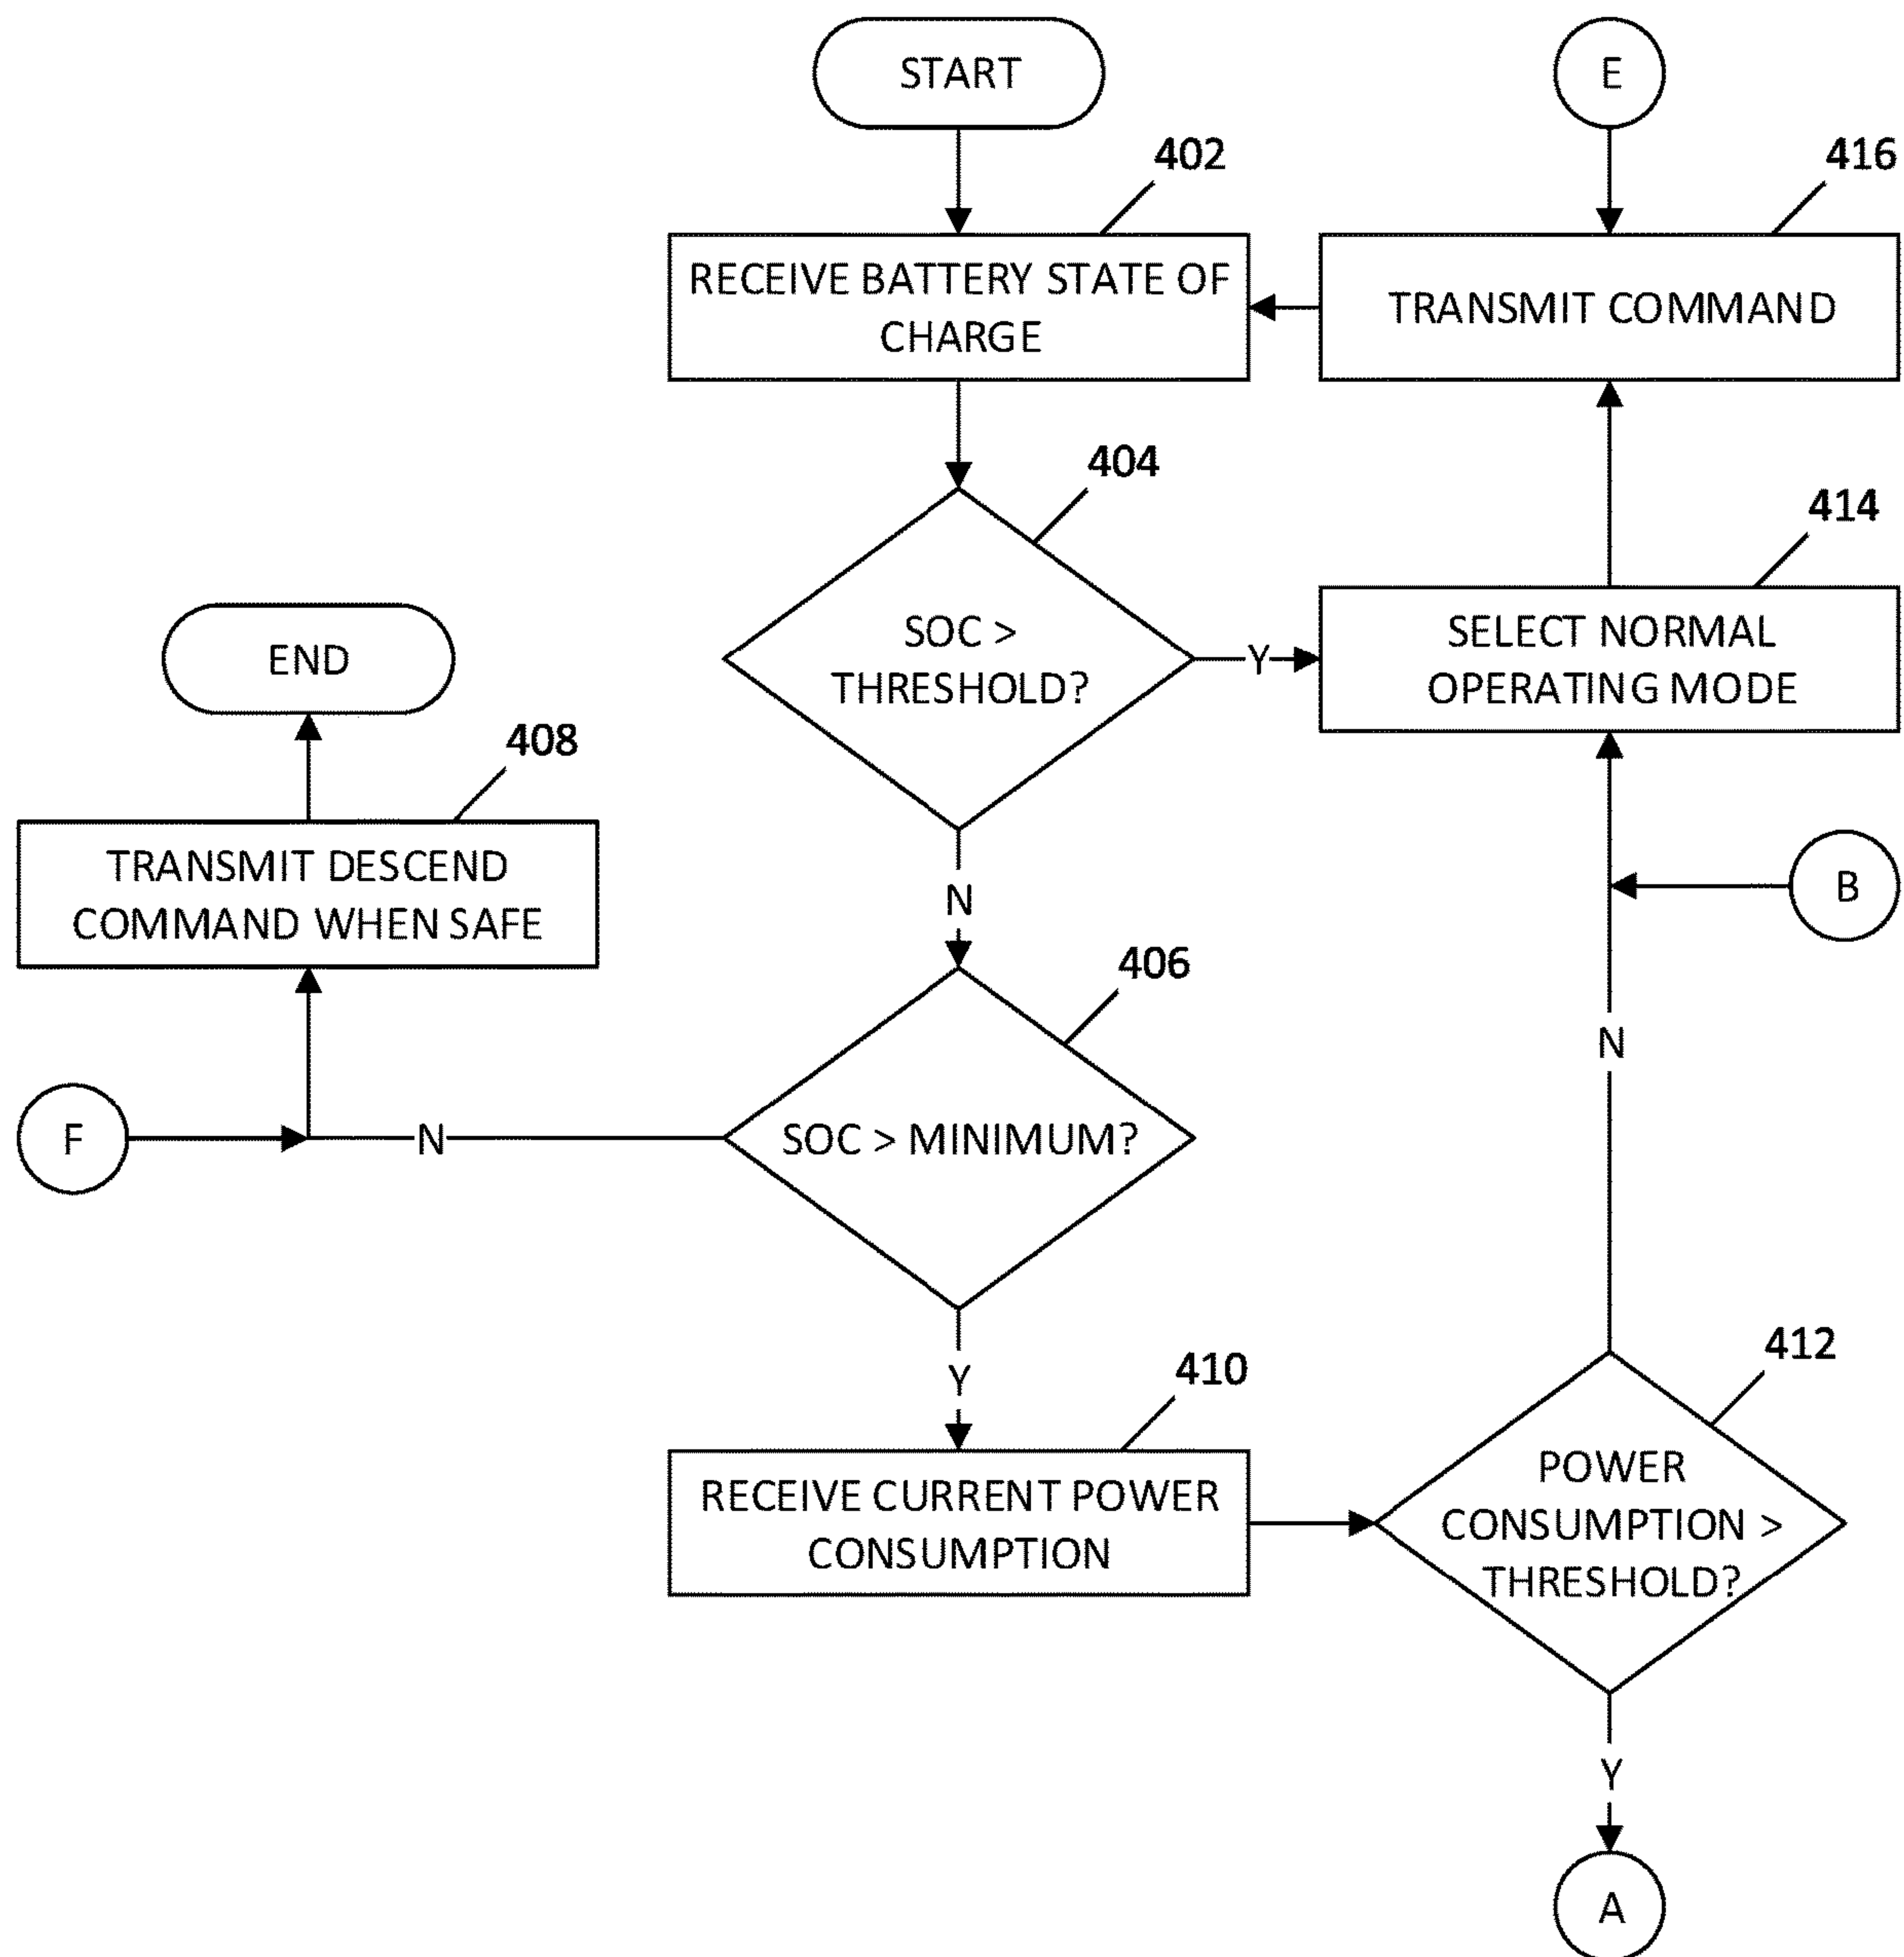 START
E
402
416
RECEIVE BATTERY STATE OF
CHARGE
TRANSMIT COMMAND
404
414
SOC >
THRESHOLD?
Y
SELECT NORMAL
OPERATING MODE
END
408
TRANSMIT DESCEND
COMMAND WHEN SAFE
N
B
406
N
F
N
SOC > MINIMUM?
Y
410
412
RECEIVE CURRENT POWER
CONSUMPTION
POWER
CONSUMPTION >
THRESHOLD?
Y
A